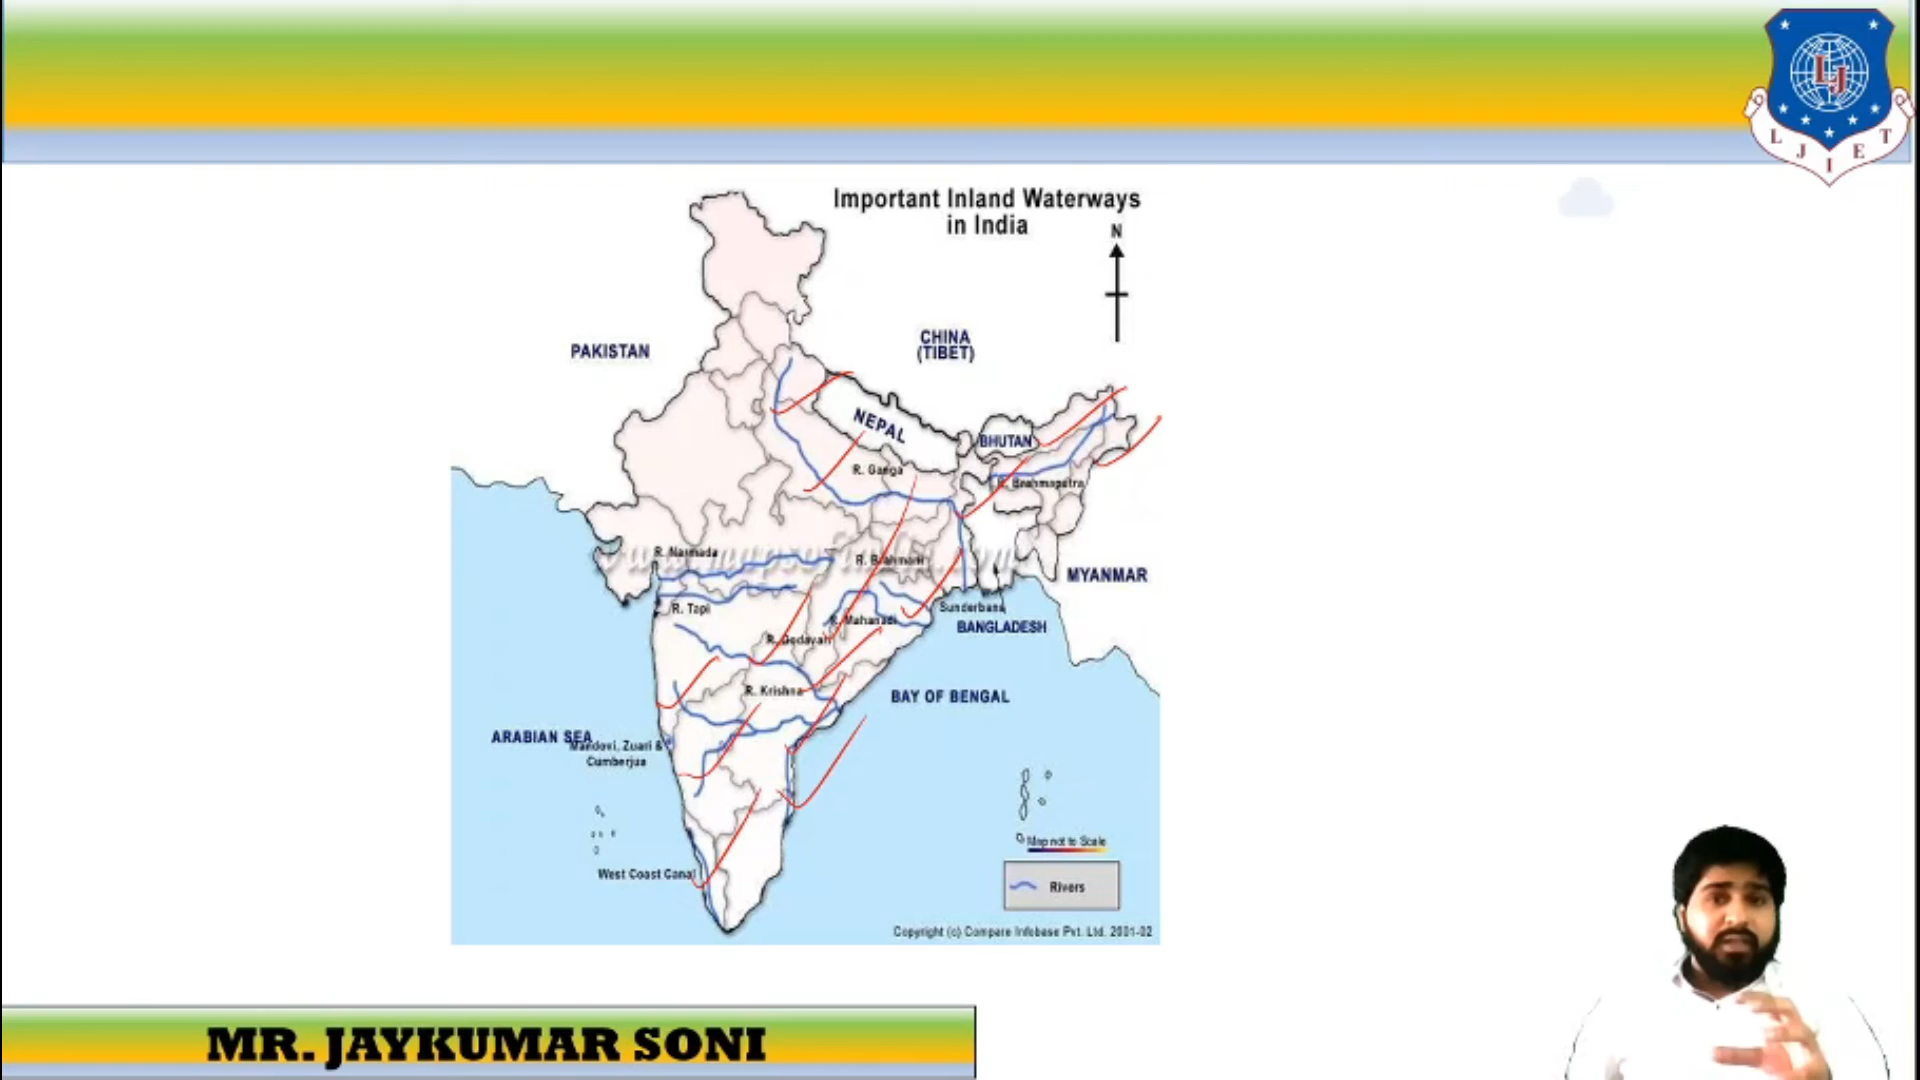 L J
L J I E T
Important Inland Waterways
in India
N
PAKISTAN
CHINA
(TIBET)
NEPAL
BHUTAN
R. Ganga
R. Brahmaputra
R. Narmada
R. Brahmani
MYANMAR
R. Tapi
Sunderbans
R. Mahanadi
BANGLADESH
R. Godavari
R. Krishna
BAY OF BENGAL
ARABIAN SEA
Mandovi, Zuari &
Cumberjua
Map not to Scale
West Coast Canal
Rivers
Copyright (c) Compare Infobase Pvt. Ltd. 2001-02
MR. JAYKUMAR SONI